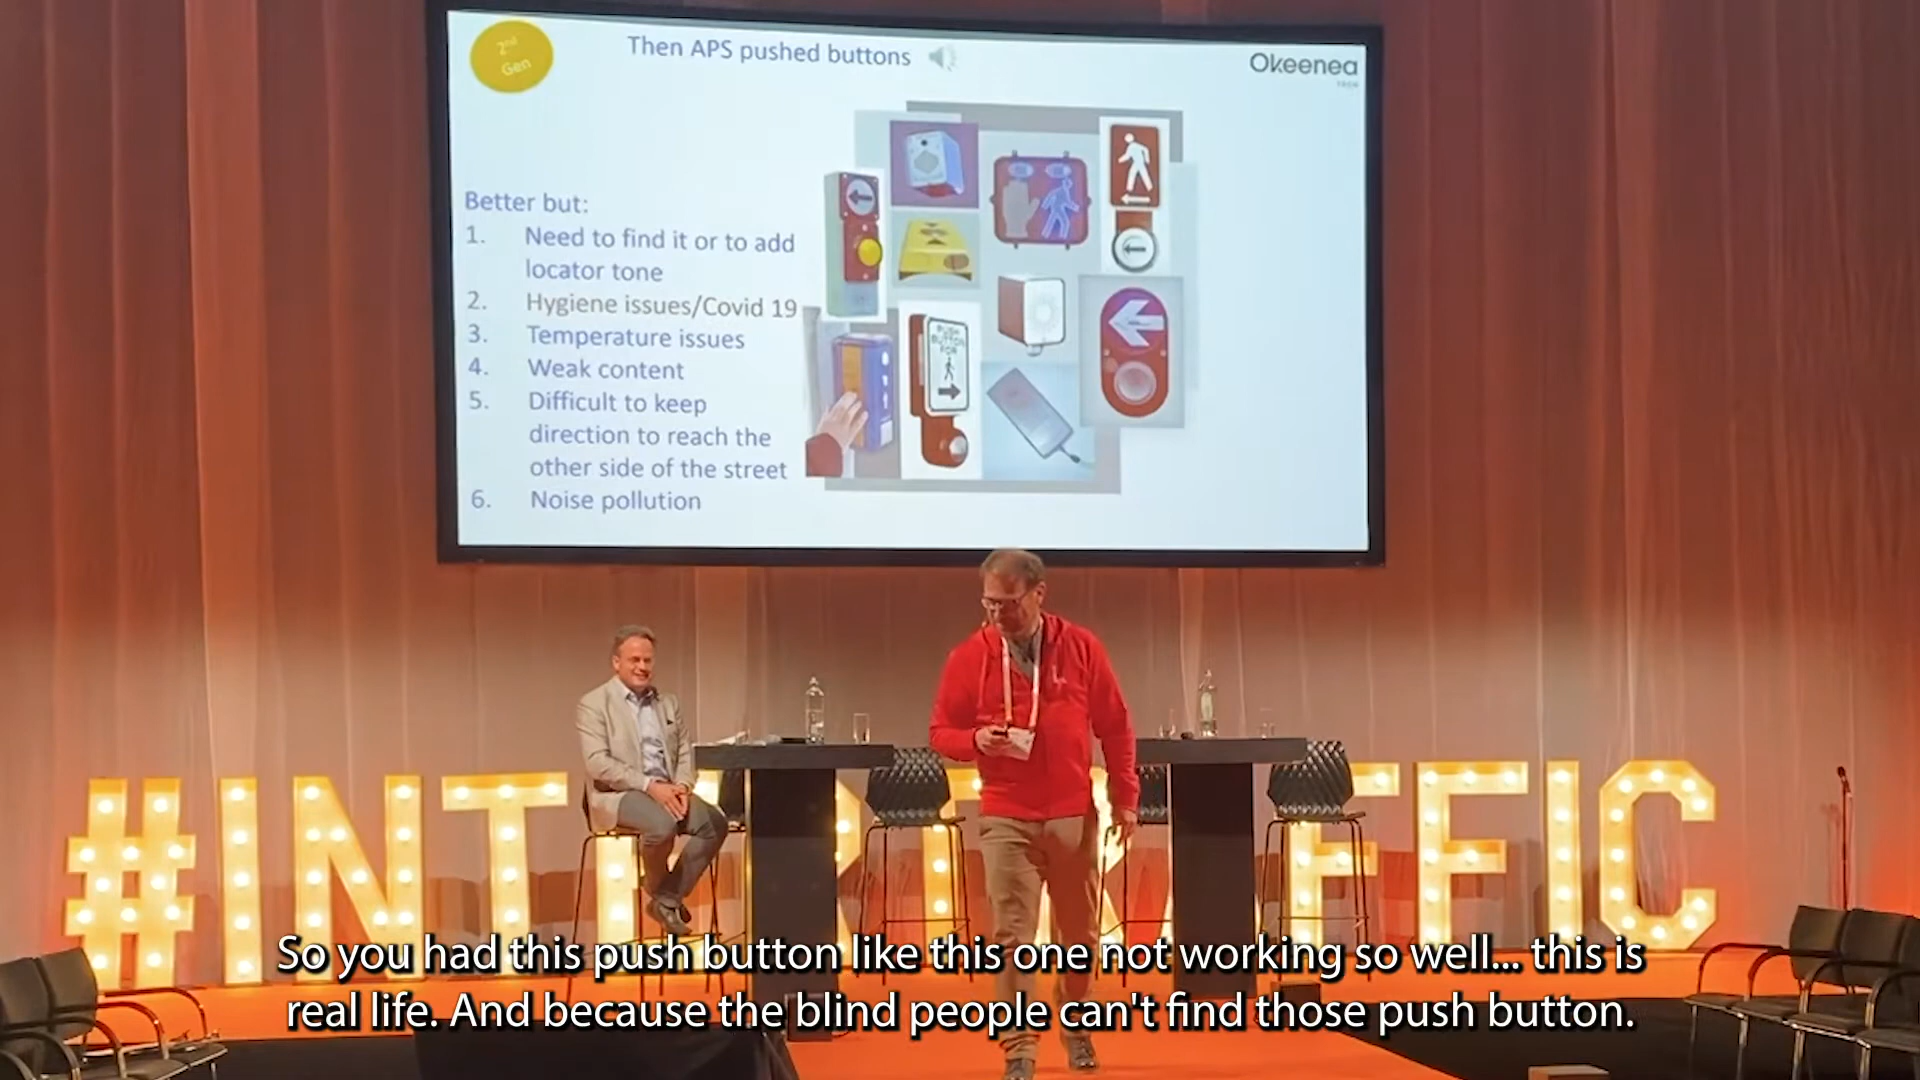 2nd
Gen
Then APS pushed buttons
Okeenea
Better but:
1. Need to find it or to add
locator tone
2. Hygiene issues/Covid 19
3. Temperature issues
4. Weak content
5. Difficult to keep
direction to reach the
other side of the street
6. Noise pollution
PUSH
BUTTON
FOR
#INTERTRAFFIC
So you had this push button like this one not working so well... this is
real life. And because the blind people can't find those push button.